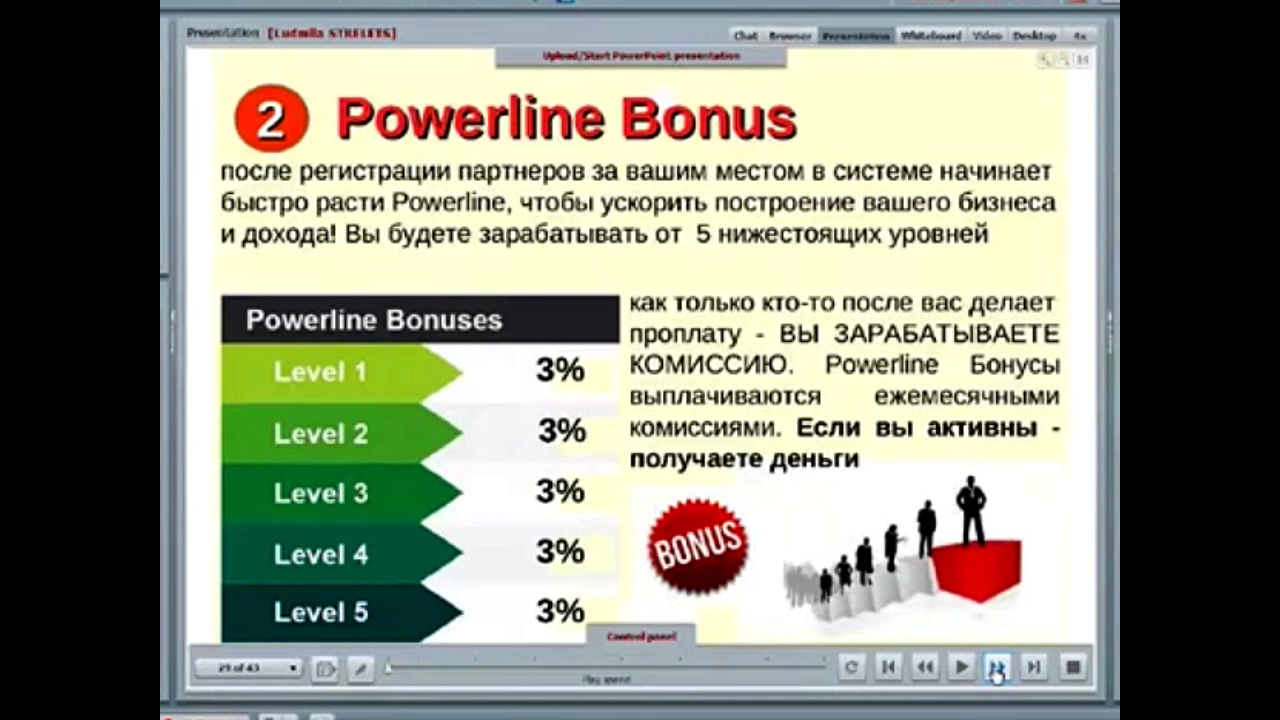 Presentation [Ludmila STRELETS]
Chat Browser Presentation Whiteboard Video Desktop 4x
Upload/Start PowerPoint presentation
2 Powerline Bonus
после регистрации партнеров за вашим местом в системе начинает
быстро расти Powerline, чтобы ускорить построение вашего бизнеса
и дохода! Вы будете зарабатывать от 5 нижестоящих уровней
Powerline Bonuses
Level 1 3%
Level 2 3%
Level 3 3%
Level 4 3%
Level 5 3%
как только кто-то после вас делает
проплату - ВЫ ЗАРАБАТЫВАЕТЕ
КОМИССИЮ. Powerline Бонусы
выплачиваются ежемесячными
комиссиями. Если вы активны -
получаете деньги
BONUS
Control panel
21 of 43
Play speed